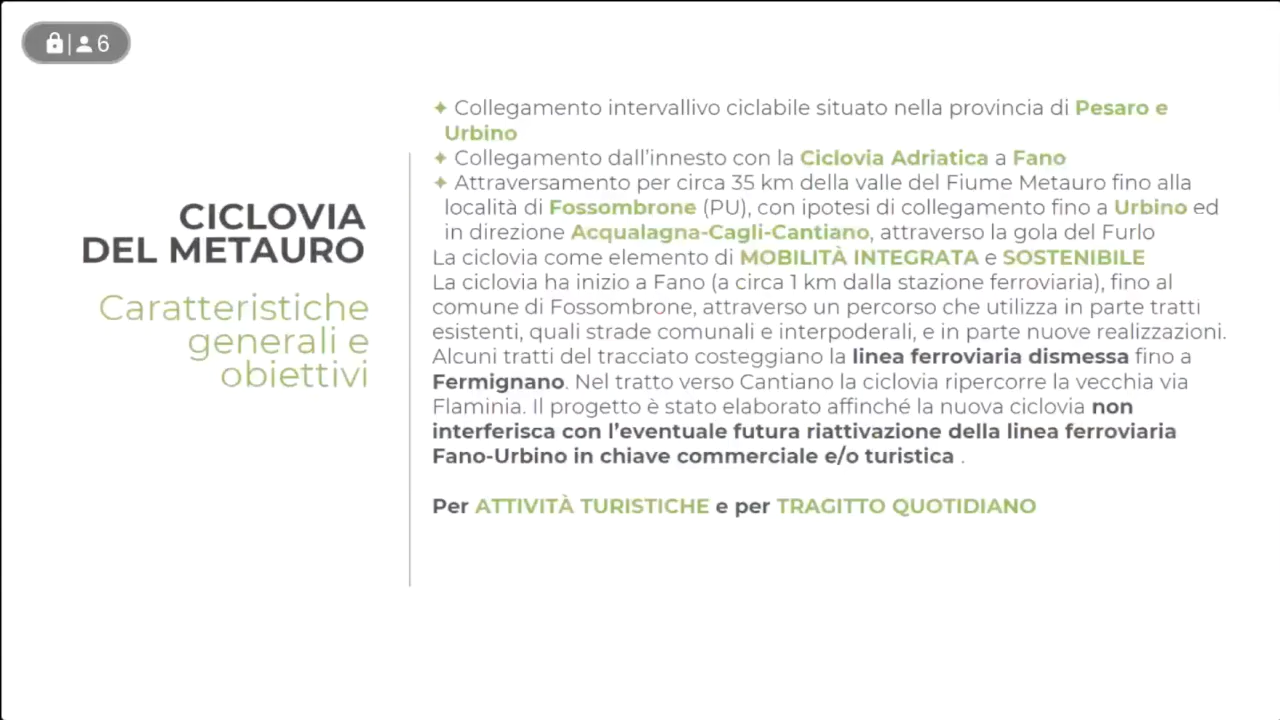 6
CICLOVIA
DEL METAURO
Caratteristiche
generali e
obiettivi
✦ Collegamento intervallivo ciclabile situato nella provincia di Pesaro e
Urbino
✦ Collegamento dall'innesto con la Ciclovia Adriatica a Fano
✦ Attraversamento per circa 35 km della valle del Fiume Metauro fino alla
località di Fossombrone (PU), con ipotesi di collegamento fino a Urbino ed
in direzione Acqualagna-Cagli-Cantiano, attraverso la gola del Furlo
La ciclovia come elemento di MOBILITÀ INTEGRATA e SOSTENIBILE
La ciclovia ha inizio a Fano (a circa 1 km dalla stazione ferroviaria), fino al
comune di Fossombrone, attraverso un percorso che utilizza in parte tratti
esistenti, quali strade comunali e interpoderali, e in parte nuove realizzazioni.
Alcuni tratti del tracciato costeggiano la linea ferroviaria dismessa fino a
Fermignano. Nel tratto verso Cantiano la ciclovia ripercorre la vecchia via
Flaminia. Il progetto è stato elaborato affinché la nuova ciclovia non
interferisca con l'eventuale futura riattivazione della linea ferroviaria
Fano-Urbino in chiave commerciale e/o turistica .
Per ATTIVITÀ TURISTICHE e per TRAGITTO QUOTIDIANO